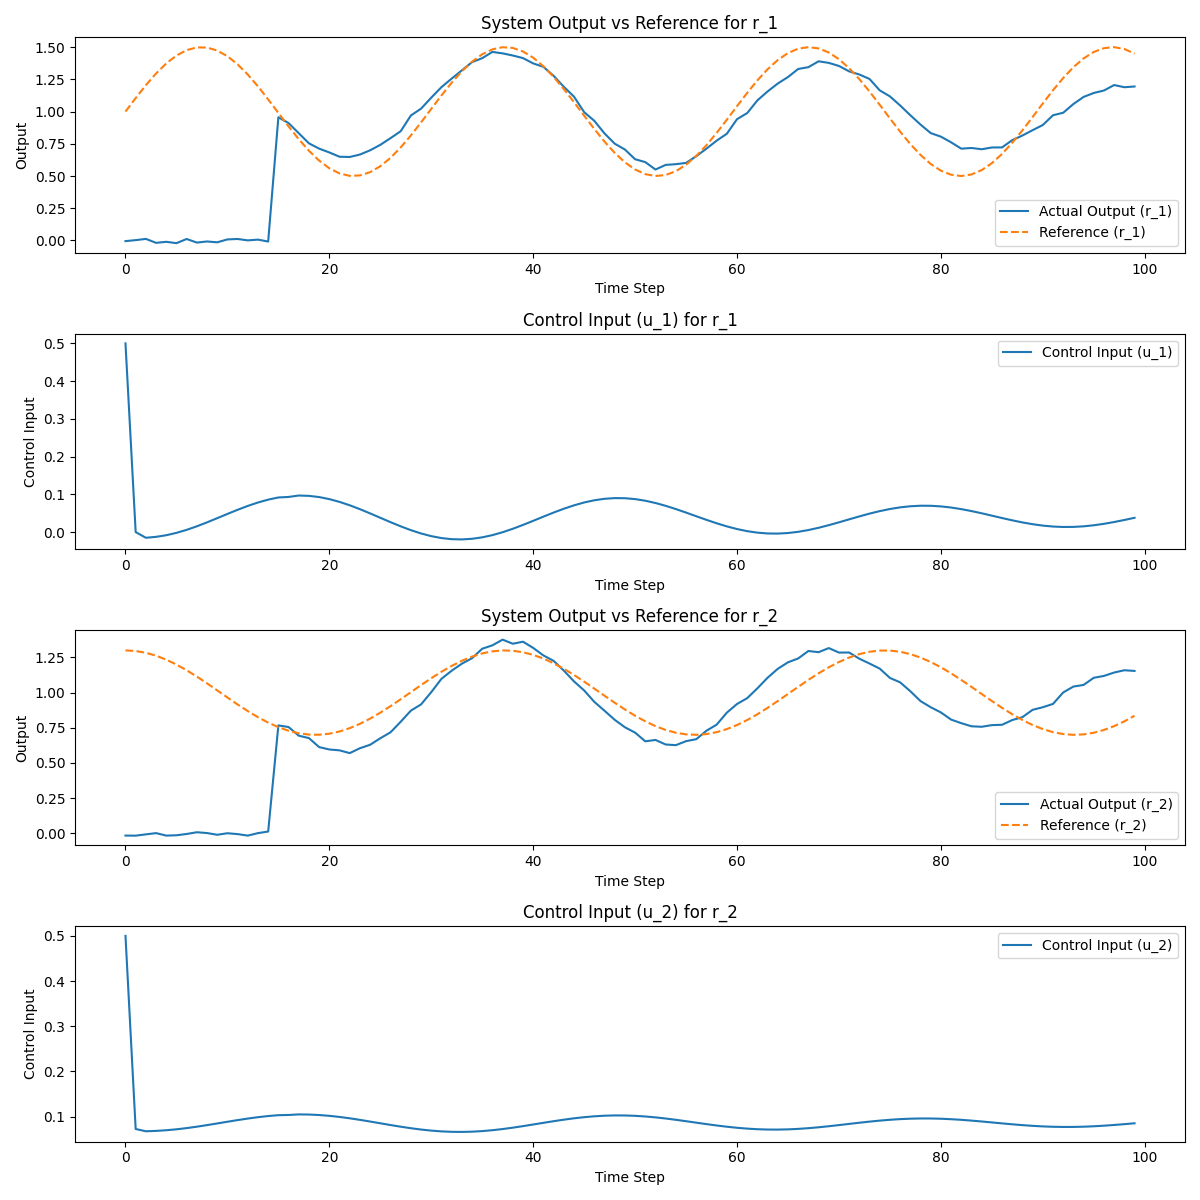 System Output vs Reference for r_1
1.50
1.25
1.00
0.75
0.50
0.25
0.00
Output
Actual Output (r_1)
Reference (r_1)
0 20 40 60 80 100
Time Step
Control Input (u_1) for r_1
0.5
0.4
0.3
0.2
0.1
0.0
Control Input
Control Input (u_1)
0 20 40 60 80 100
Time Step
System Output vs Reference for r_2
1.25
1.00
0.75
0.50
0.25
0.00
Output
Actual Output (r_2)
Reference (r_2)
0 20 40 60 80 100
Time Step
Control Input (u_2) for r_2
0.5
0.4
0.3
0.2
0.1
Control Input
Control Input (u_2)
0 20 40 60 80 100
Time Step